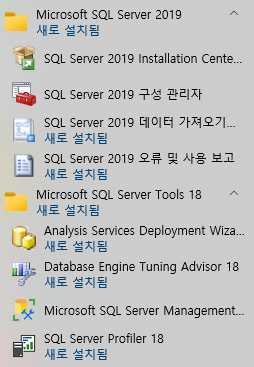 Microsoft SQL Server 2019
새로 설치됨
SQL Server 2019 Installation Cente...
SQL Server 2019 구성 관리자
SQL Server 2019 데이터 가져오기...
새로 설치됨
SQL Server 2019 오류 및 사용 보고
새로 설치됨
Microsoft SQL Server Tools 18
새로 설치됨
Analysis Services Deployment Wiza...
새로 설치됨
Database Engine Tuning Advisor 18
새로 설치됨
Microsoft SQL Server Management...
SQL Server Profiler 18
새로 설치됨